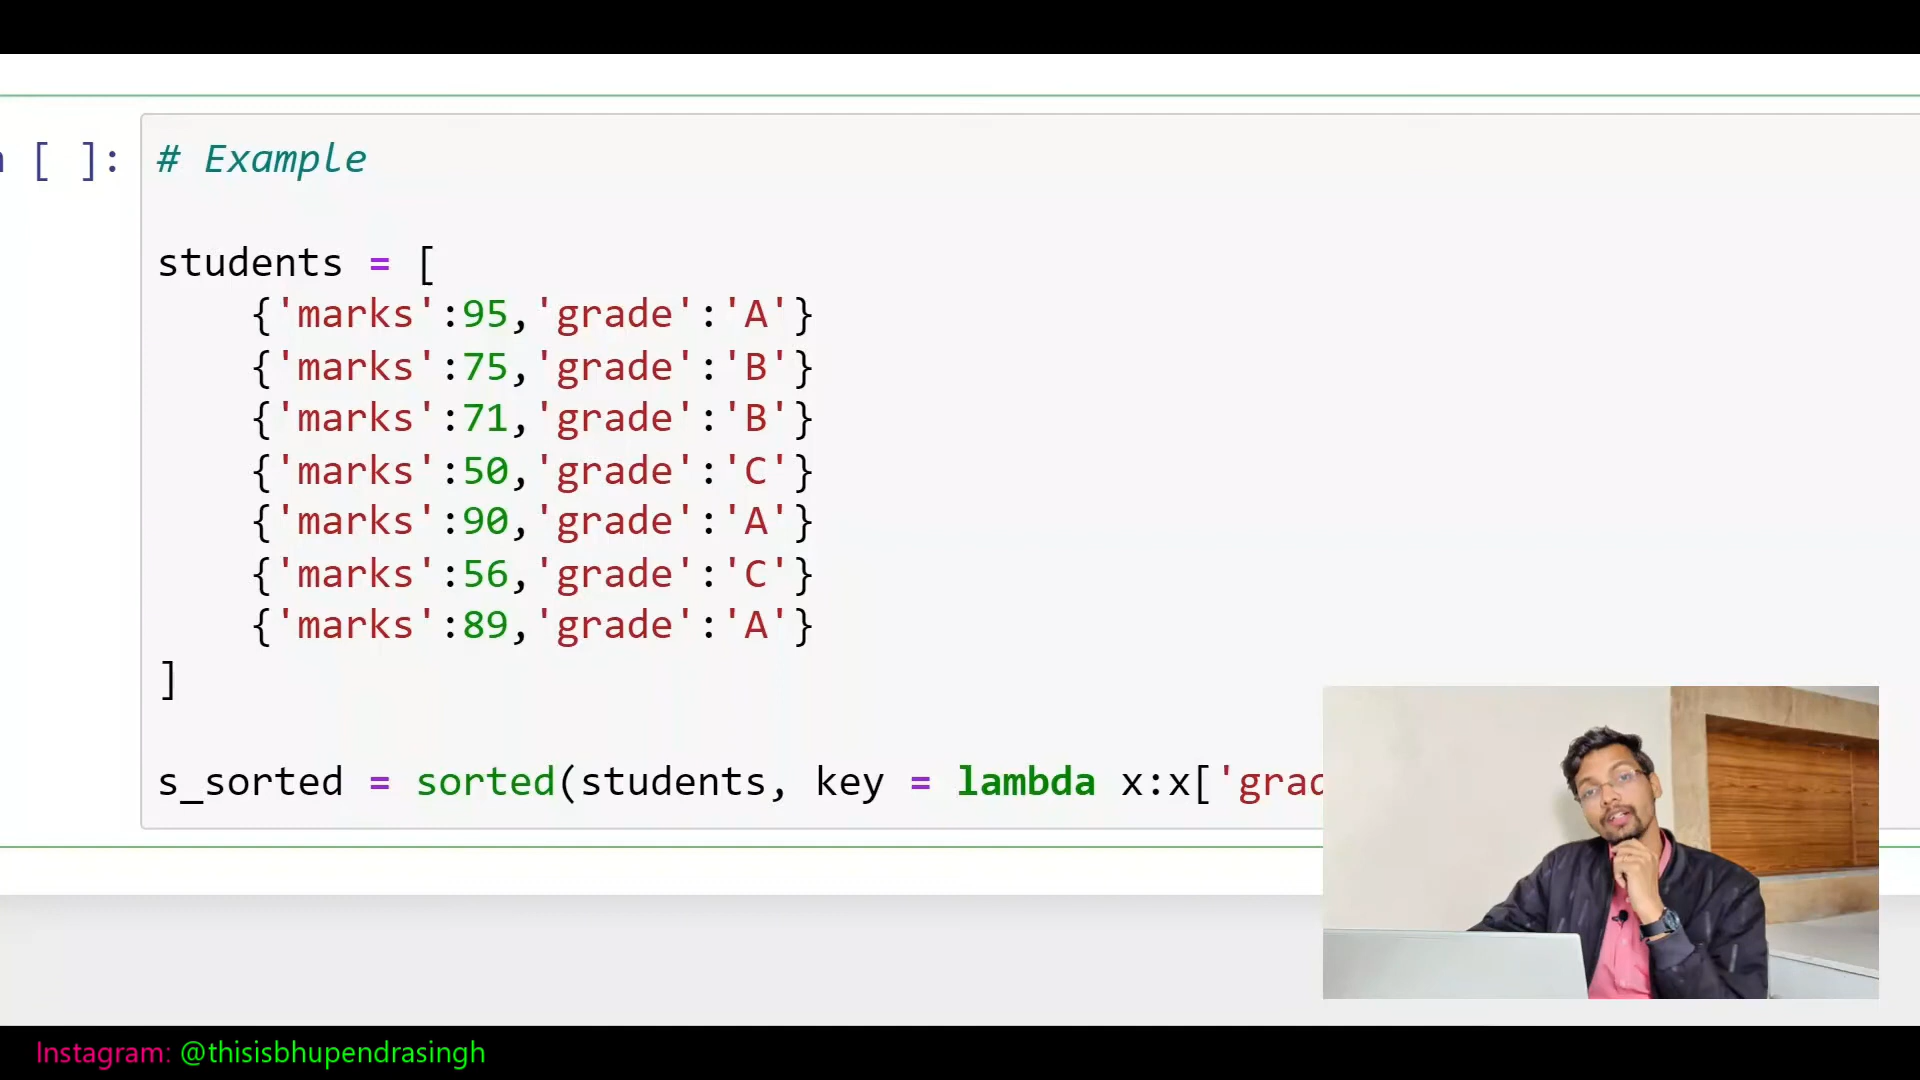 [ ]:
# Example
students = [
{'marks':95,'grade':'A'}
{'marks':75,'grade':'B'}
{'marks':71,'grade':'B'}
{'marks':50,'grade':'C'}
{'marks':90,'grade':'A'}
{'marks':56,'grade':'C'}
{'marks':89,'grade':'A'}
]
s_sorted = sorted(students, key = lambda x:x['grad
Instagram: @thisisbhupendrasingh